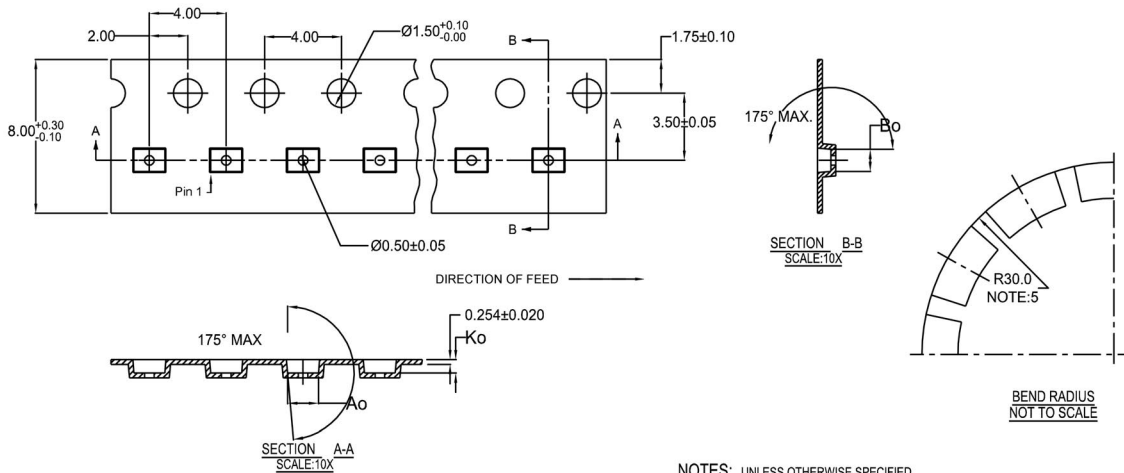 4.00
2.00
4.00
Ø1.50+0.10
-0.00
B
1.75±0.10
8.00+0.30
-0.10
A
A
3.50±0.05
Pin 1
B
Ø0.50±0.05
DIRECTION OF FEED
175° MAX.
Bo
SECTION B-B
SCALE:10X
R30.0
NOTE:5
BEND RADIUS
NOT TO SCALE
175° MAX
0.254±0.020
Ko
Ao
SECTION A-A
SCALE:10X
NOTES: UNLESS OTHERWISE SPECIFIED